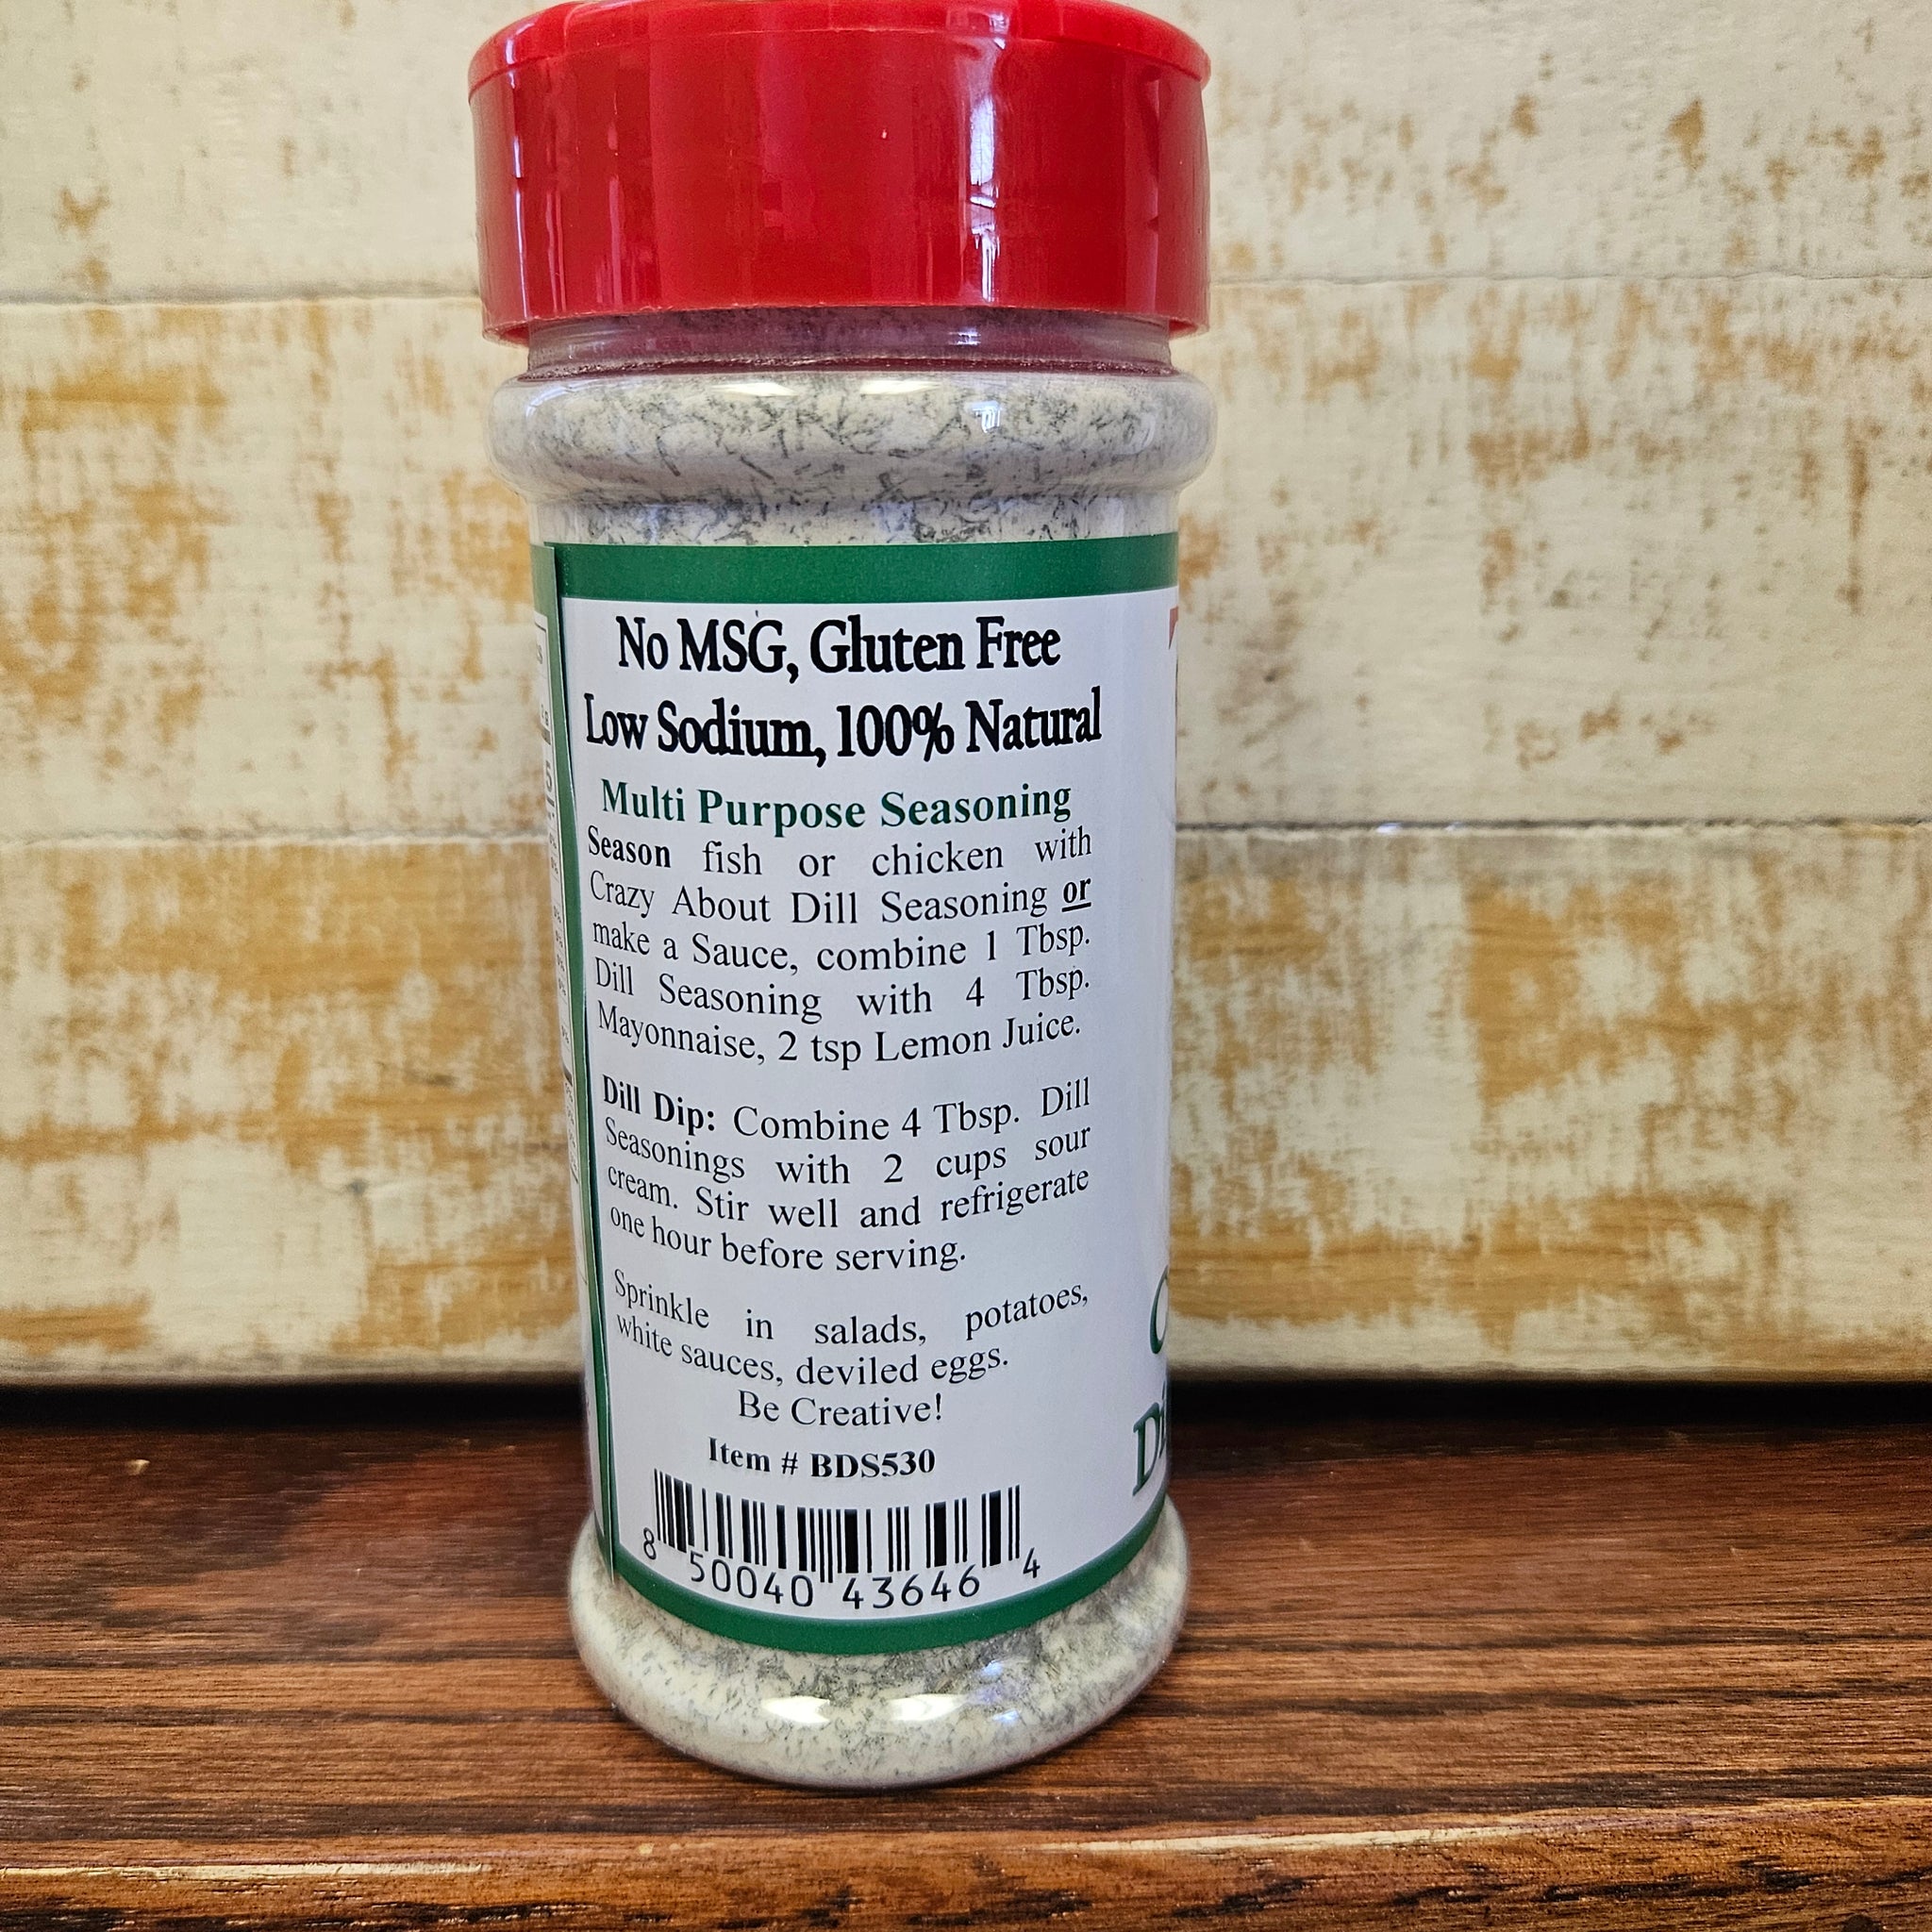 No MSG, Gluten Free
Low Sodium, 100% Natural
Multi Purpose Seasoning
Season fish or chicken with
Crazy About Dill Seasoning or
make a Sauce, combine 1 Tbsp.
Dill Seasoning with 4 Tbsp.
Mayonnaise, 2 tsp Lemon Juice.
Dill Dip: Combine 4 Tbsp. Dill
Seasonings with 2 cups sour
cream. Stir well and refrigerate
one hour before serving.
Sprinkle in salads, potatoes,
white sauces, deviled eggs.
Be Creative!
Item # BDS530
8 50040 43646 4